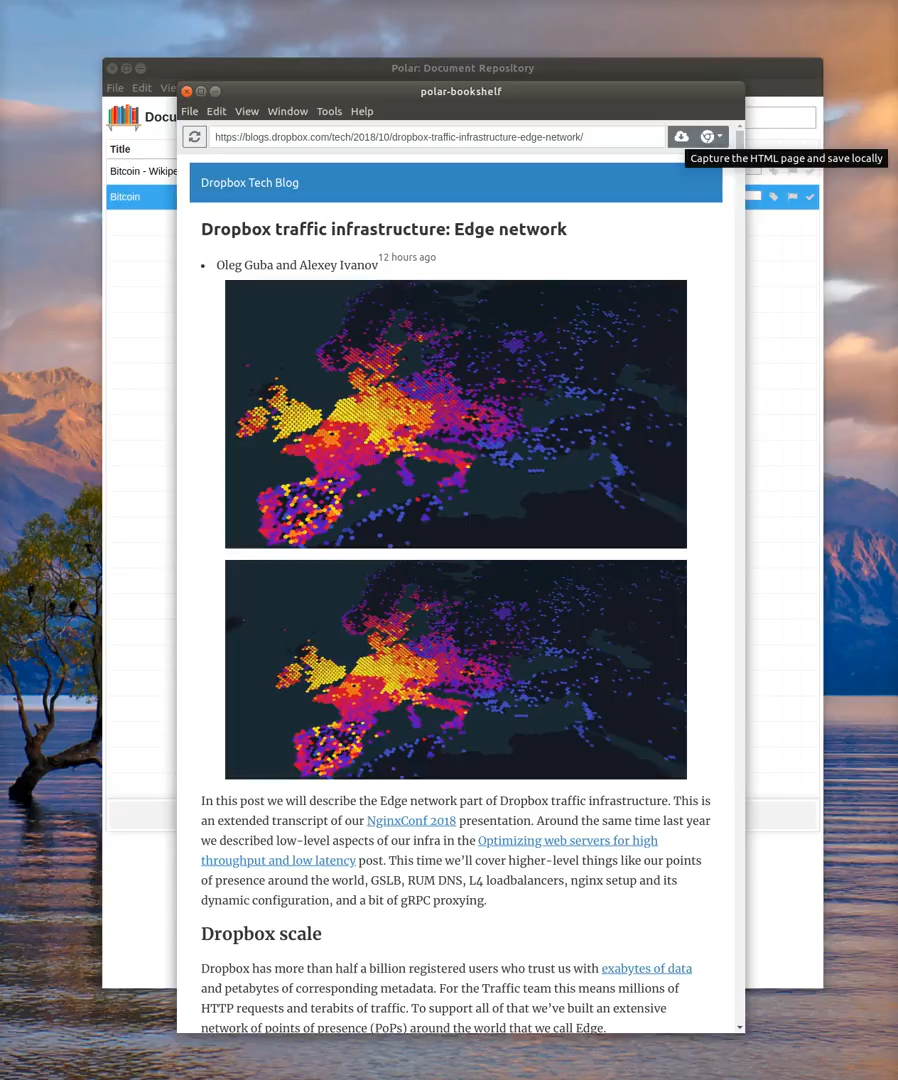 Polar: Document Repository
File Edit
polar-bookshelf
File Edit View Window Tools Help
Docu
https://blogs.dropbox.com/tech/2018/10/dropbox-traffic-infrastructure-edge-network/
Capture the HTML page and save locally
Title
Bitcoin - Wikipe
Bitcoin
Dropbox Tech Blog
Dropbox traffic infrastructure: Edge network
• Oleg Guba and Alexey Ivanov 12 hours ago
In this post we will describe the Edge network part of Dropbox traffic infrastructure. This is
an extended transcript of our NginxConf 2018 presentation. Around the same time last year
we described low-level aspects of our infra in the Optimizing web servers for high
throughput and low latency post. This time we’ll cover higher-level things like our points
of presence around the world, GSLB, RUM DNS, L4 loadbalancers, nginx setup and its
dynamic configuration, and a bit of gRPC proxying.
Dropbox scale
Dropbox has more than half a billion registered users who trust us with exabytes of data
and petabytes of corresponding metadata. For the Traffic team this means millions of
HTTP requests and terabits of traffic. To support all of that we’ve built an extensive
network of points of presence (PoPs) around the world that we call Edge.